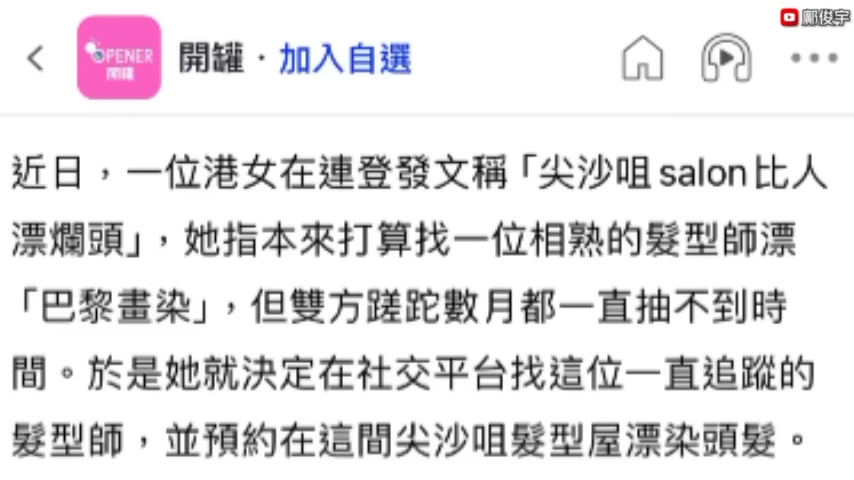 鄺俊宇
OPENER
開罐
開罐 · 加入自選
近日，一位港女在連登發文稱「尖沙咀salon比人
漂爛頭」，她指本來打算找一位相熟的髮型師漂
「巴黎畫染」，但雙方蹉跎數月都一直抽不到時
間。於是她就決定在社交平台找這位一直追蹤的
髮型師，並預約在這間尖沙咀髮型屋漂染頭髮。